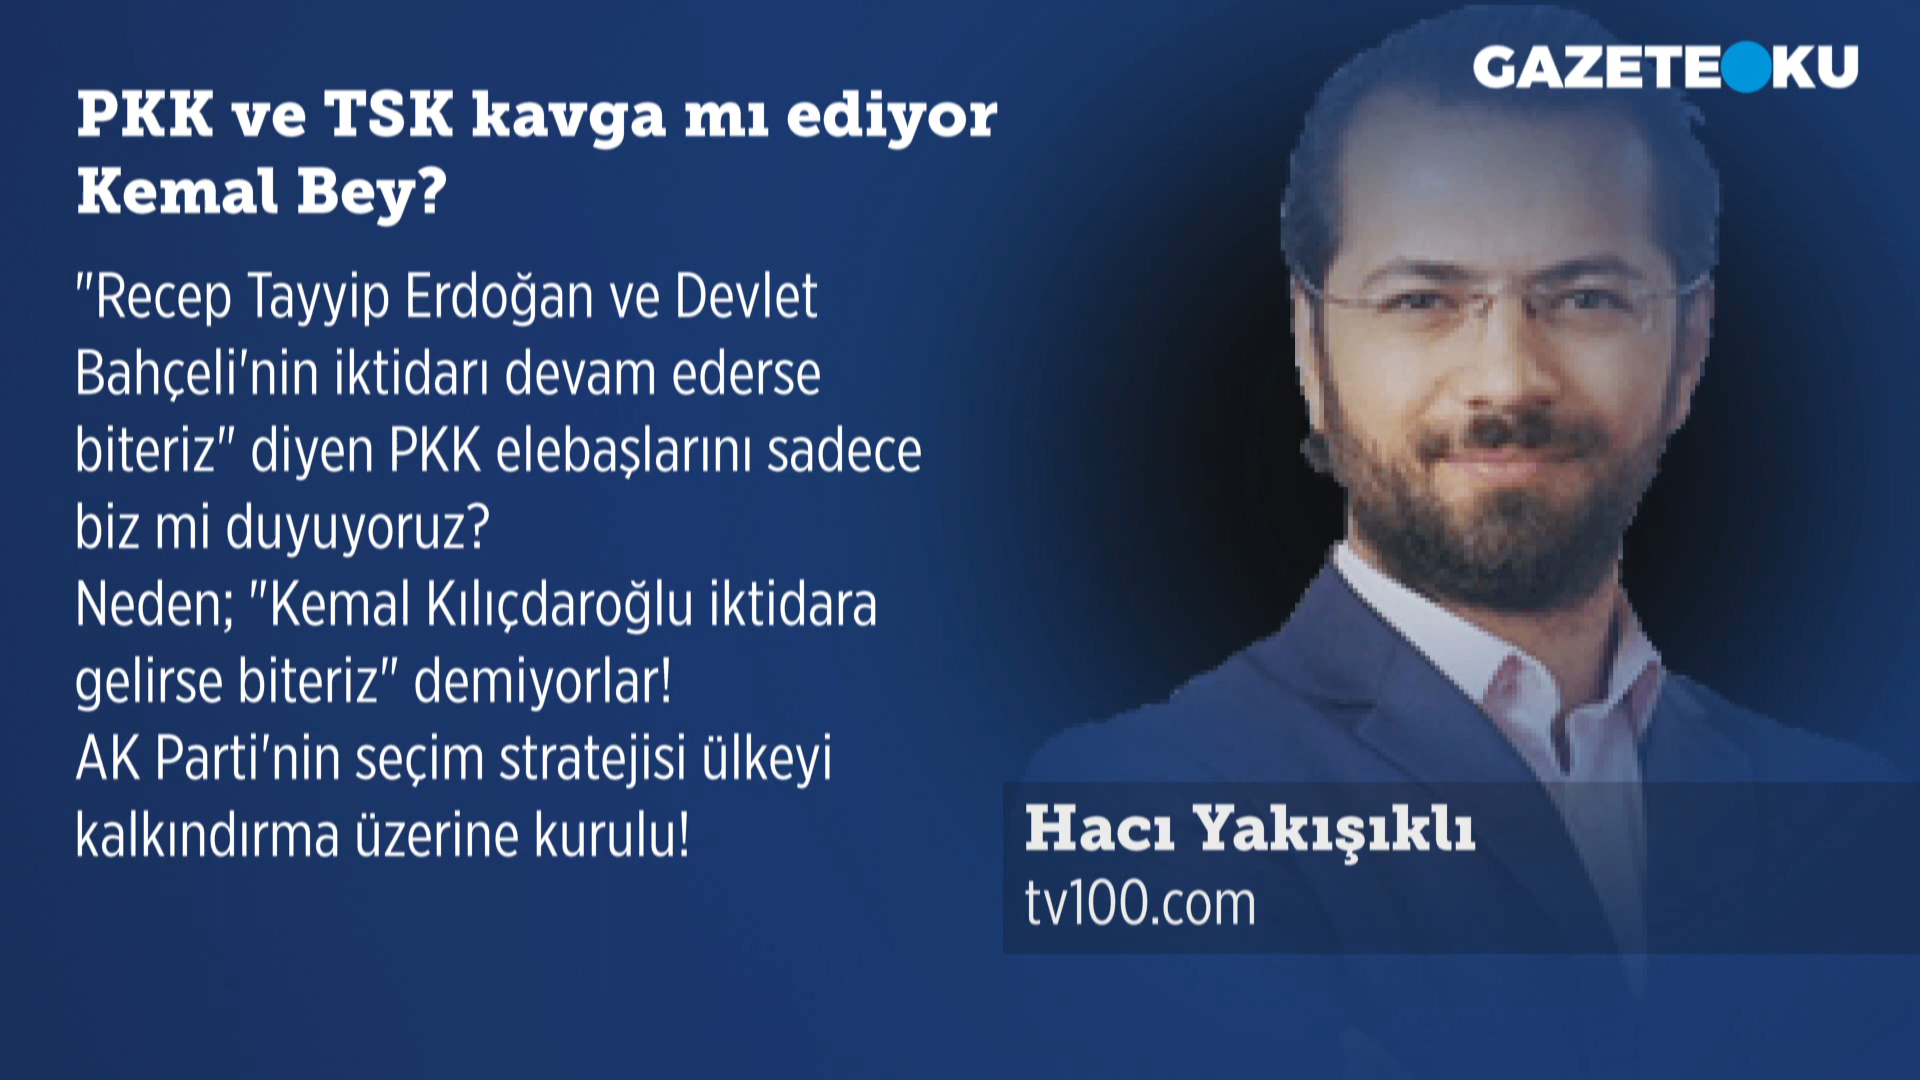 GAZETEOKU
PKK ve TSK kavga mı ediyor
Kemal Bey?
"Recep Tayyip Erdoğan ve Devlet
Bahçeli'nin iktidarı devam ederse
biteriz" diyen PKK elebaşlarını sadece
biz mi duyuyoruz?
Neden; "Kemal Kılıçdaroğlu iktidara
gelirse biteriz" demiyorlar!
AK Parti'nin seçim stratejisi ülkeyi
kalkındırma üzerine kurulu!
Hacı Yakışıklı
tv100.com